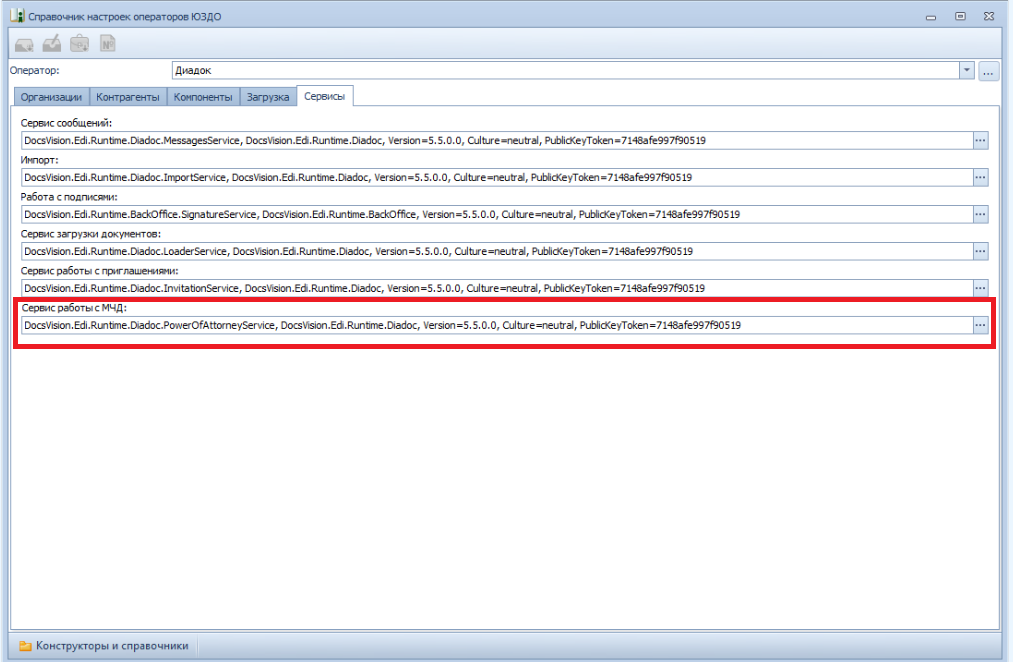 Справочник настроек операторов ЮЗДО
Оператор:
Диадок
...
Организации
Контрагенты
Компоненты
Загрузка
Сервисы
Сервис сообщений:
DocsVision.Edi.Runtime.Diadoc.MessagesService, DocsVision.Edi.Runtime.Diadoc, Version=5.5.0.0, Culture=neutral, PublicKeyToken=7148afe997f90519
Импорт:
DocsVision.Edi.Runtime.Diadoc.ImportService, DocsVision.Edi.Runtime.Diadoc, Version=5.5.0.0, Culture=neutral, PublicKeyToken=7148afe997f90519
Работа с подписями:
DocsVision.Edi.Runtime.BackOffice.SignatureService, DocsVision.Edi.Runtime.BackOffice, Version=5.5.0.0, Culture=neutral, PublicKeyToken=7148afe997f90519
Сервис загрузки документов:
DocsVision.Edi.Runtime.Diadoc.LoaderService, DocsVision.Edi.Runtime.Diadoc, Version=5.5.0.0, Culture=neutral, PublicKeyToken=7148afe997f90519
Сервис работы с приглашениями:
DocsVision.Edi.Runtime.Diadoc.InvitationService, DocsVision.Edi.Runtime.Diadoc, Version=5.5.0.0, Culture=neutral, PublicKeyToken=7148afe997f90519
Сервис работы с МЧД:
DocsVision.Edi.Runtime.Diadoc.PowerOfAttorneyService, DocsVision.Edi.Runtime.Diadoc, Version=5.5.0.0, Culture=neutral, PublicKeyToken=7148afe997f90519
Конструкторы и справочники